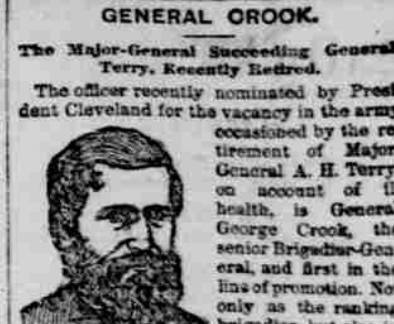 GENERAL CROOK.
The Major-General Succeeding General
Terry, Recently Retired.
The officer recently nominated by Presi
dent Cleveland for the vacancy in the army
occasioned by the re
tirement of Major
General A. H. Terry
on account of ill
health, is General
George Crook, the
senior Brigadier-Gen
eral, and first in the
line of promotion. Not
only as the ranking